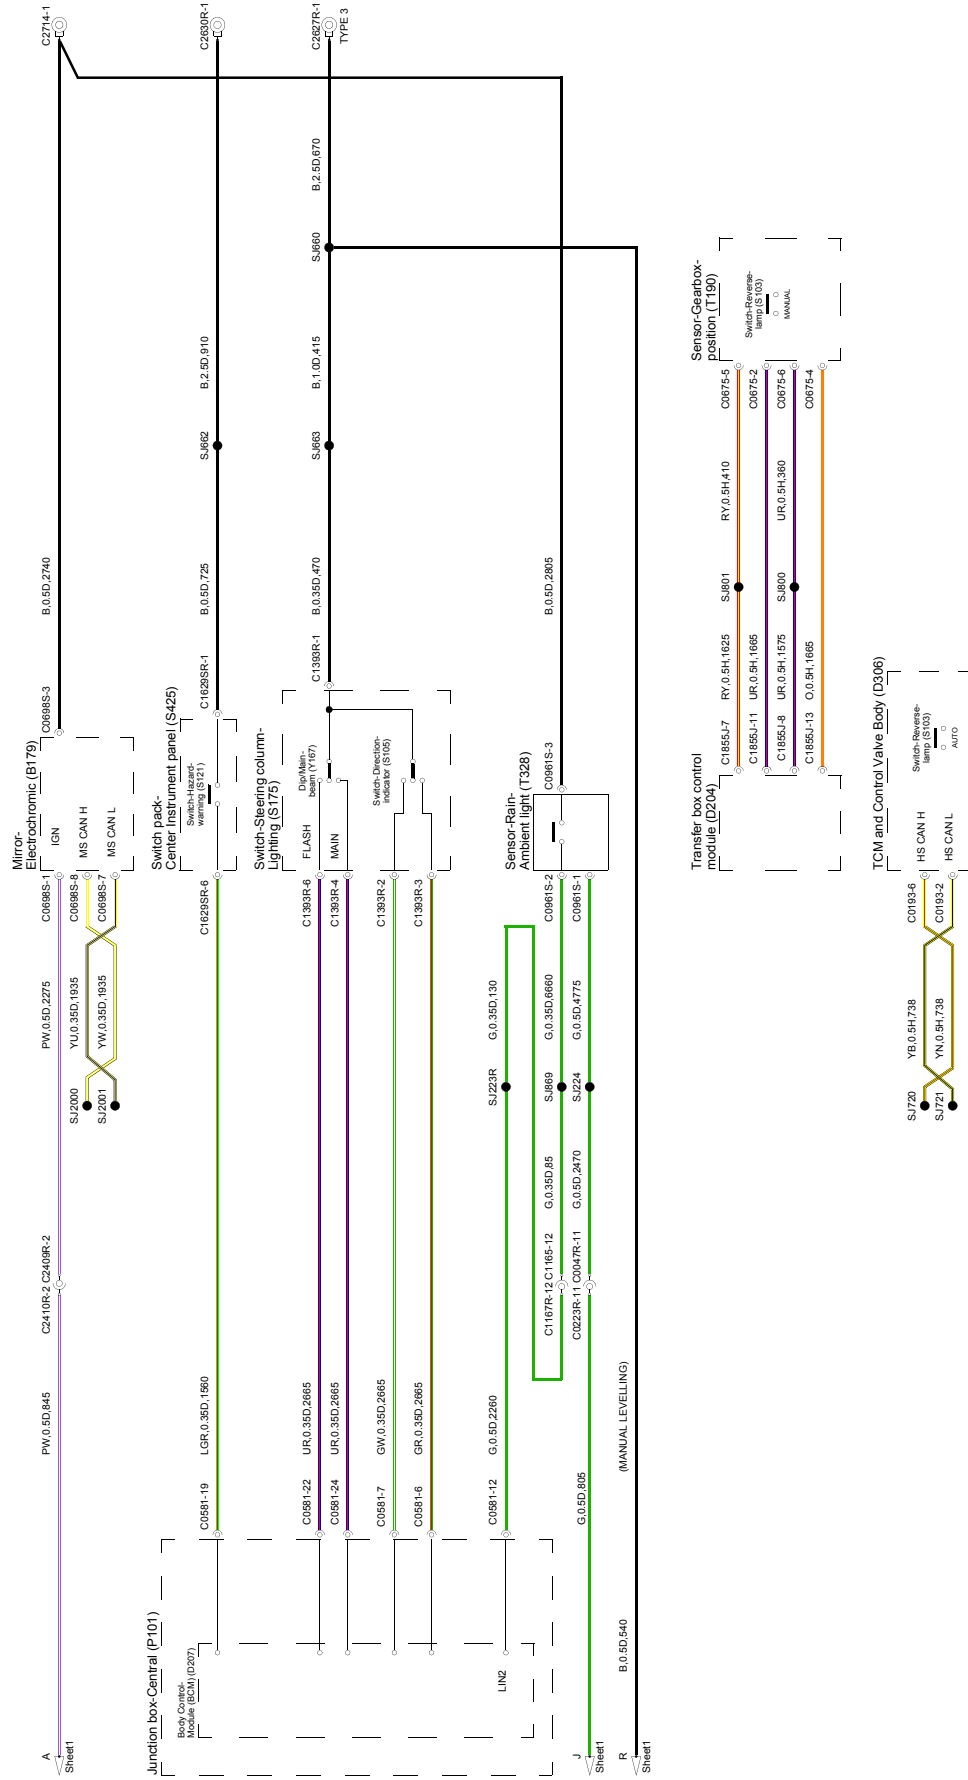 C2714-1
C2630R-1
C2627R-1
TYPE 3
B,2.5D,670
SJ660
B,2.5D,910
B,1.0D,415
SJ662
SJ663
B,0.5D,2740
B,0.5D,725
B,0.35D,470
B,0.5D,2805
C0698S-3
C1629SR-1
C1393R-1
C0961S-3
Mirror-
Electrochromic (B179)
IGN
MS CAN H
MS CAN L
Switch pack-
Center Instrument panel (S425)
Switch-Hazard-
warning (S121)
Switch-Steering column-
Lighting (S175)
Dip/Main-
beam (Y167)
FLASH
MAIN
Switch-Direction-
indicator (S105)
Sensor-Rain-
Ambient light (T328)
C0698S-1
C0698S-8
C0698S-7
C1629SR-6
C1393R-6
C1393R-4
C1393R-2
C1393R-3
C0961S-2
C0961S-1
PW,0.5D,2275
YU,0.35D,1935
YW,0.35D,1935
G,0.35D,130
G,0.35D,6660
G,0.5D,4775
SJ2000
SJ2001
SJ223R
SJ869
SJ224
G,0.35D,85
G,0.5D,2470
C2410R-2
C2409R-2
C1167R-12
C1165-12
C0223R-11
C0047R-11
PW,0.5D,845
LGR,0.35D,1560
UR,0.35D,2665
UR,0.35D,2665
GW,0.35D,2665
GR,0.35D,2665
G,0.5D,2260
G,0.5D,805
(MANUAL LEVELLING)
C0581-19
C0581-22
C0581-24
C0581-7
C0581-6
C0581-12
Junction box-Central (P101)
Body Control-
Module (BCM) (D207)
LIN2
B,0.5D,540
A
Sheet1
J
Sheet1
R
Sheet1
Sensor-Gearbox-
position (T190)
Switch-Reverse-
lamp (S103)
MANUAL
C0675-5
C0675-2
C0675-6
C0675-4
RY,0.5H,410
UR,0.5H,360
SJ801
SJ800
RY,0.5H,1625
UR,0.5H,1665
UR,0.5H,1575
O,0.5H,1665
C1855J-7
C1855J-11
C1855J-8
C1855J-13
Transfer box control
module (D204)
TCM and Control Valve Body (D306)
Switch-Reverse-
lamp (S103)
AUTO
HS CAN H
HS CAN L
C0193-6
C0193-2
YB,0.5H,738
YN,0.5H,738
SJ720
SJ721